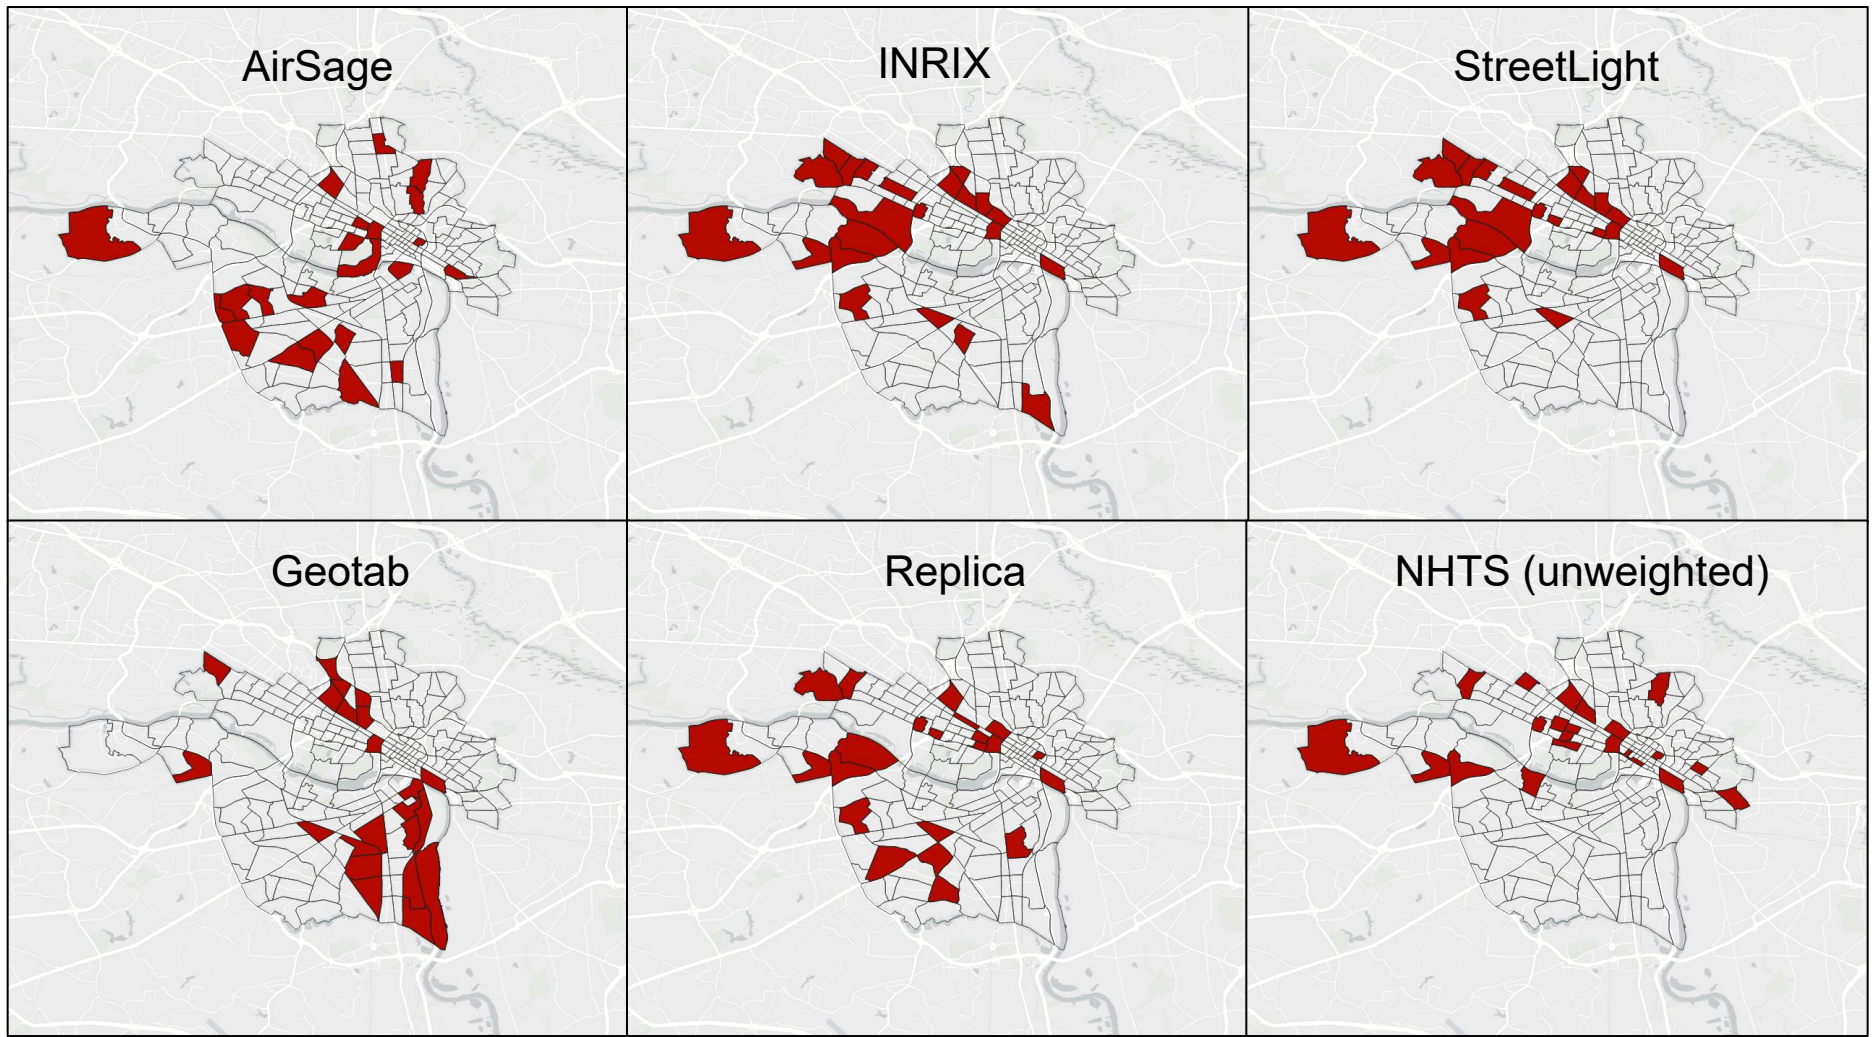 AirSage
INRIX
StreetLight
Geotab
Replica
NHTS (unweighted)